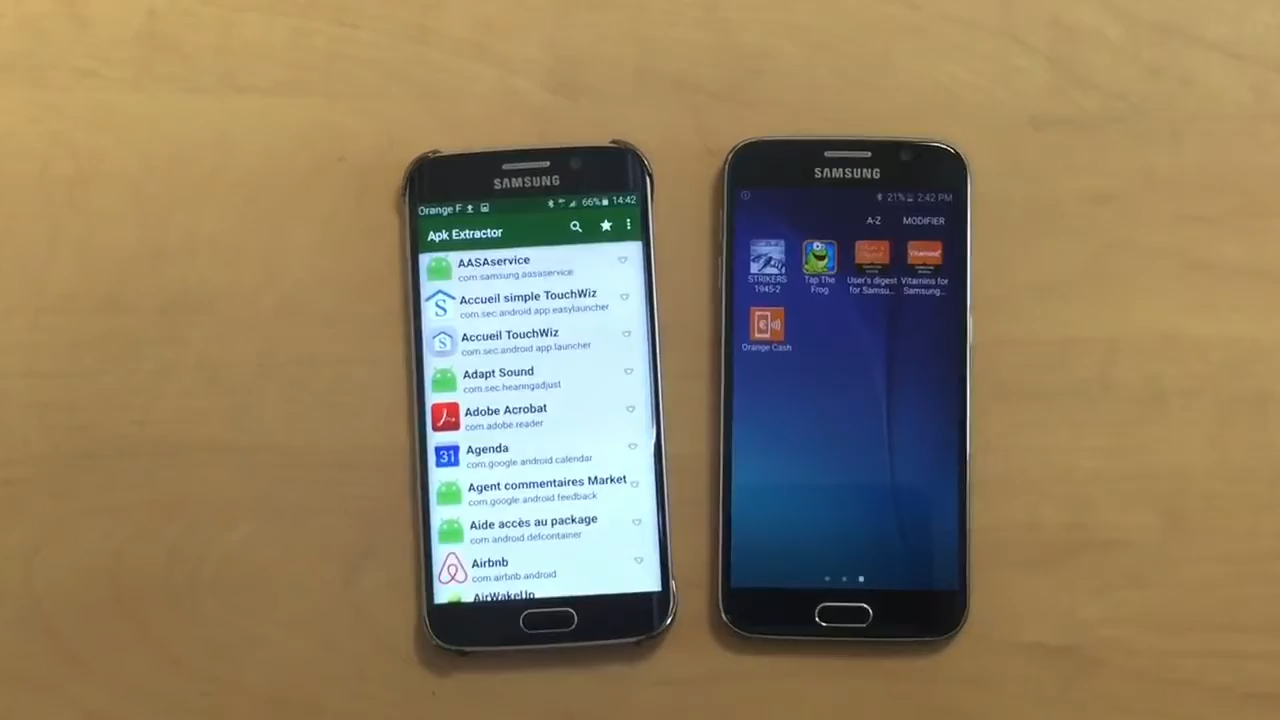 SAMSUNG
Orange F 66% 14:42
Apk Extractor
AASAservice
com.samsung.aasaservice
S
Accueil simple TouchWiz
com.sec.android.app.easylauncher
S
Accueil TouchWiz
com.sec.android.app.launcher
Adapt Sound
com.sec.hearingadjust
Adobe Acrobat
com.adobe.reader
31
Agenda
com.google.android.calendar
Agent commentaires Market
com.google.android.feedback
Aide accès au package
com.android.defcontainer
Airbnb
com.airbnb.android
AirWakeUp
SAMSUNG
21% 2:42 PM
A-Z MODIFIER
STRIKERS
1945-2
Tap The
Frog
User's digest
for Samsu...
Vitamins for
Samsung...
Orange Cash